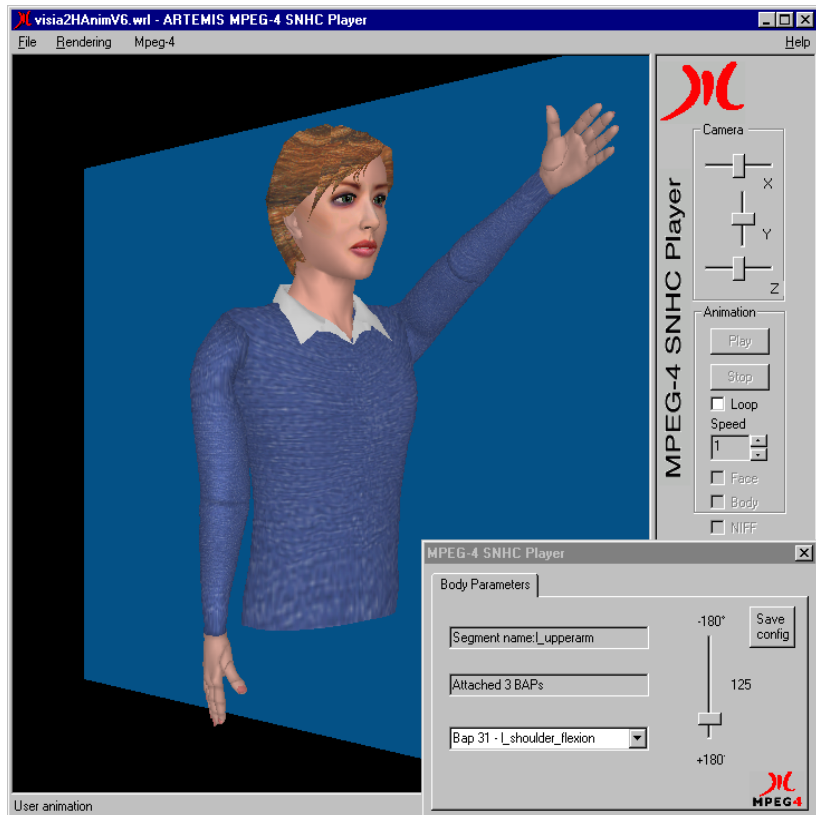 visia2HAnimV6.wrl - ARTEMIS MPEG-4 SNHC Player
File Rendering Mpeg-4 Help
MPEG-4 SNHC Player
Camera
X
Y
Z
Animation
Play
Stop
Loop
Speed
1
Face
Body
NIFF
MPEG-4 SNHC Player
Body Parameters
Segment name:l_upperarm
Attached 3 BAPs
Bap 31 - l_shoulder_flexion
-180°
125
+180°
Save
config
MPEG4
User animation